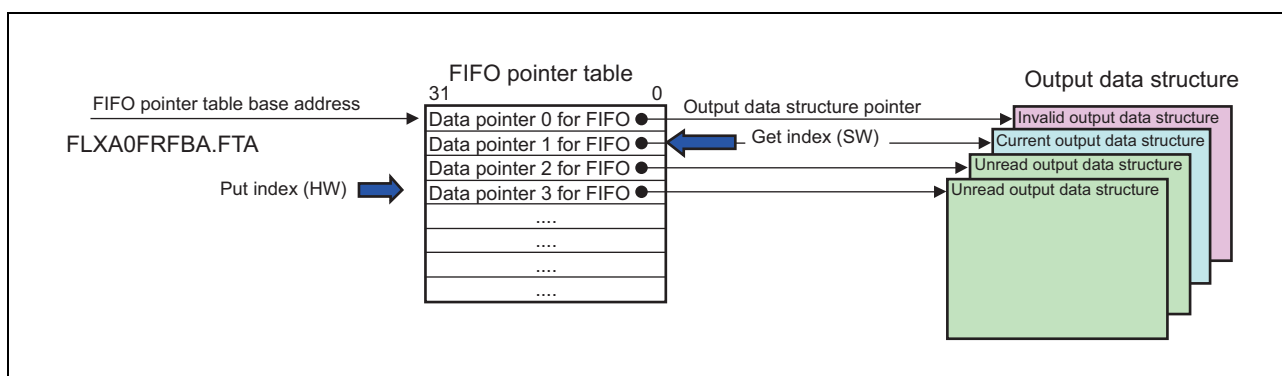 FIFO pointer table
Output data structure
31 0
FIFO pointer table base address
Output data structure pointer
Data pointer 0 for FIFO
Invalid output data structure
FLXA0FRFBA.FTA
Data pointer 1 for FIFO
Get index (SW)
Current output data structure
Data pointer 2 for FIFO
Unread output data structure
Put index (HW)
Data pointer 3 for FIFO
Unread output data structure
....
....
....
....